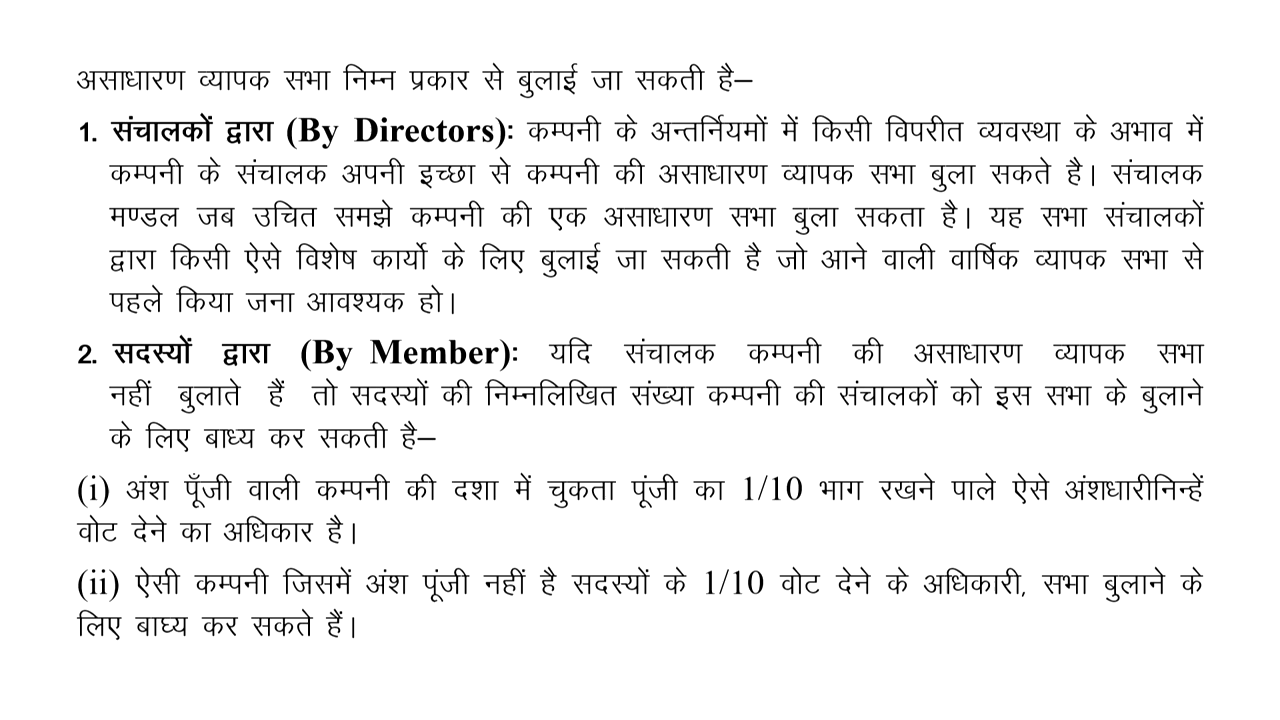 असाधारण व्यापक सभा निम्न प्रकार से बुलाई जा सकती है–
1. संचालकों द्वारा (By Directors): कम्पनी के अन्तर्नियमों में किसी विपरीत व्यवस्था के अभाव में
कम्पनी के संचालक अपनी इच्छा से कम्पनी की असाधारण व्यापक सभा बुला सकते है। संचालक
मण्डल जब उचित समझे कम्पनी की एक असाधारण सभा बुला सकता है। यह सभा संचालकों
द्वारा किसी ऐसे विशेष कार्यो के लिए बुलाई जा सकती है जो आने वाली वार्षिक व्यापक सभा से
पहले किया जना आवश्यक हो।
2. सदस्यों द्वारा (By Member): यदि संचालक कम्पनी की असाधारण व्यापक सभा
नहीं बुलाते हैं तो सदस्यों की निम्नलिखित संख्या कम्पनी की संचालकों को इस सभा के बुलाने
के लिए बाध्य कर सकती है–
(i) अंश पूँजी वाली कम्पनी की दशा में चुकता पूंजी का 1/10 भाग रखने पाले ऐसे अंशधारीनिन्हें
वोट देने का अधिकार है।
(ii) ऐसी कम्पनी जिसमें अंश पूंजी नहीं है सदस्यों के 1/10 वोट देने के अधिकारी, सभा बुलाने के
लिए बाघ्य कर सकते हैं।